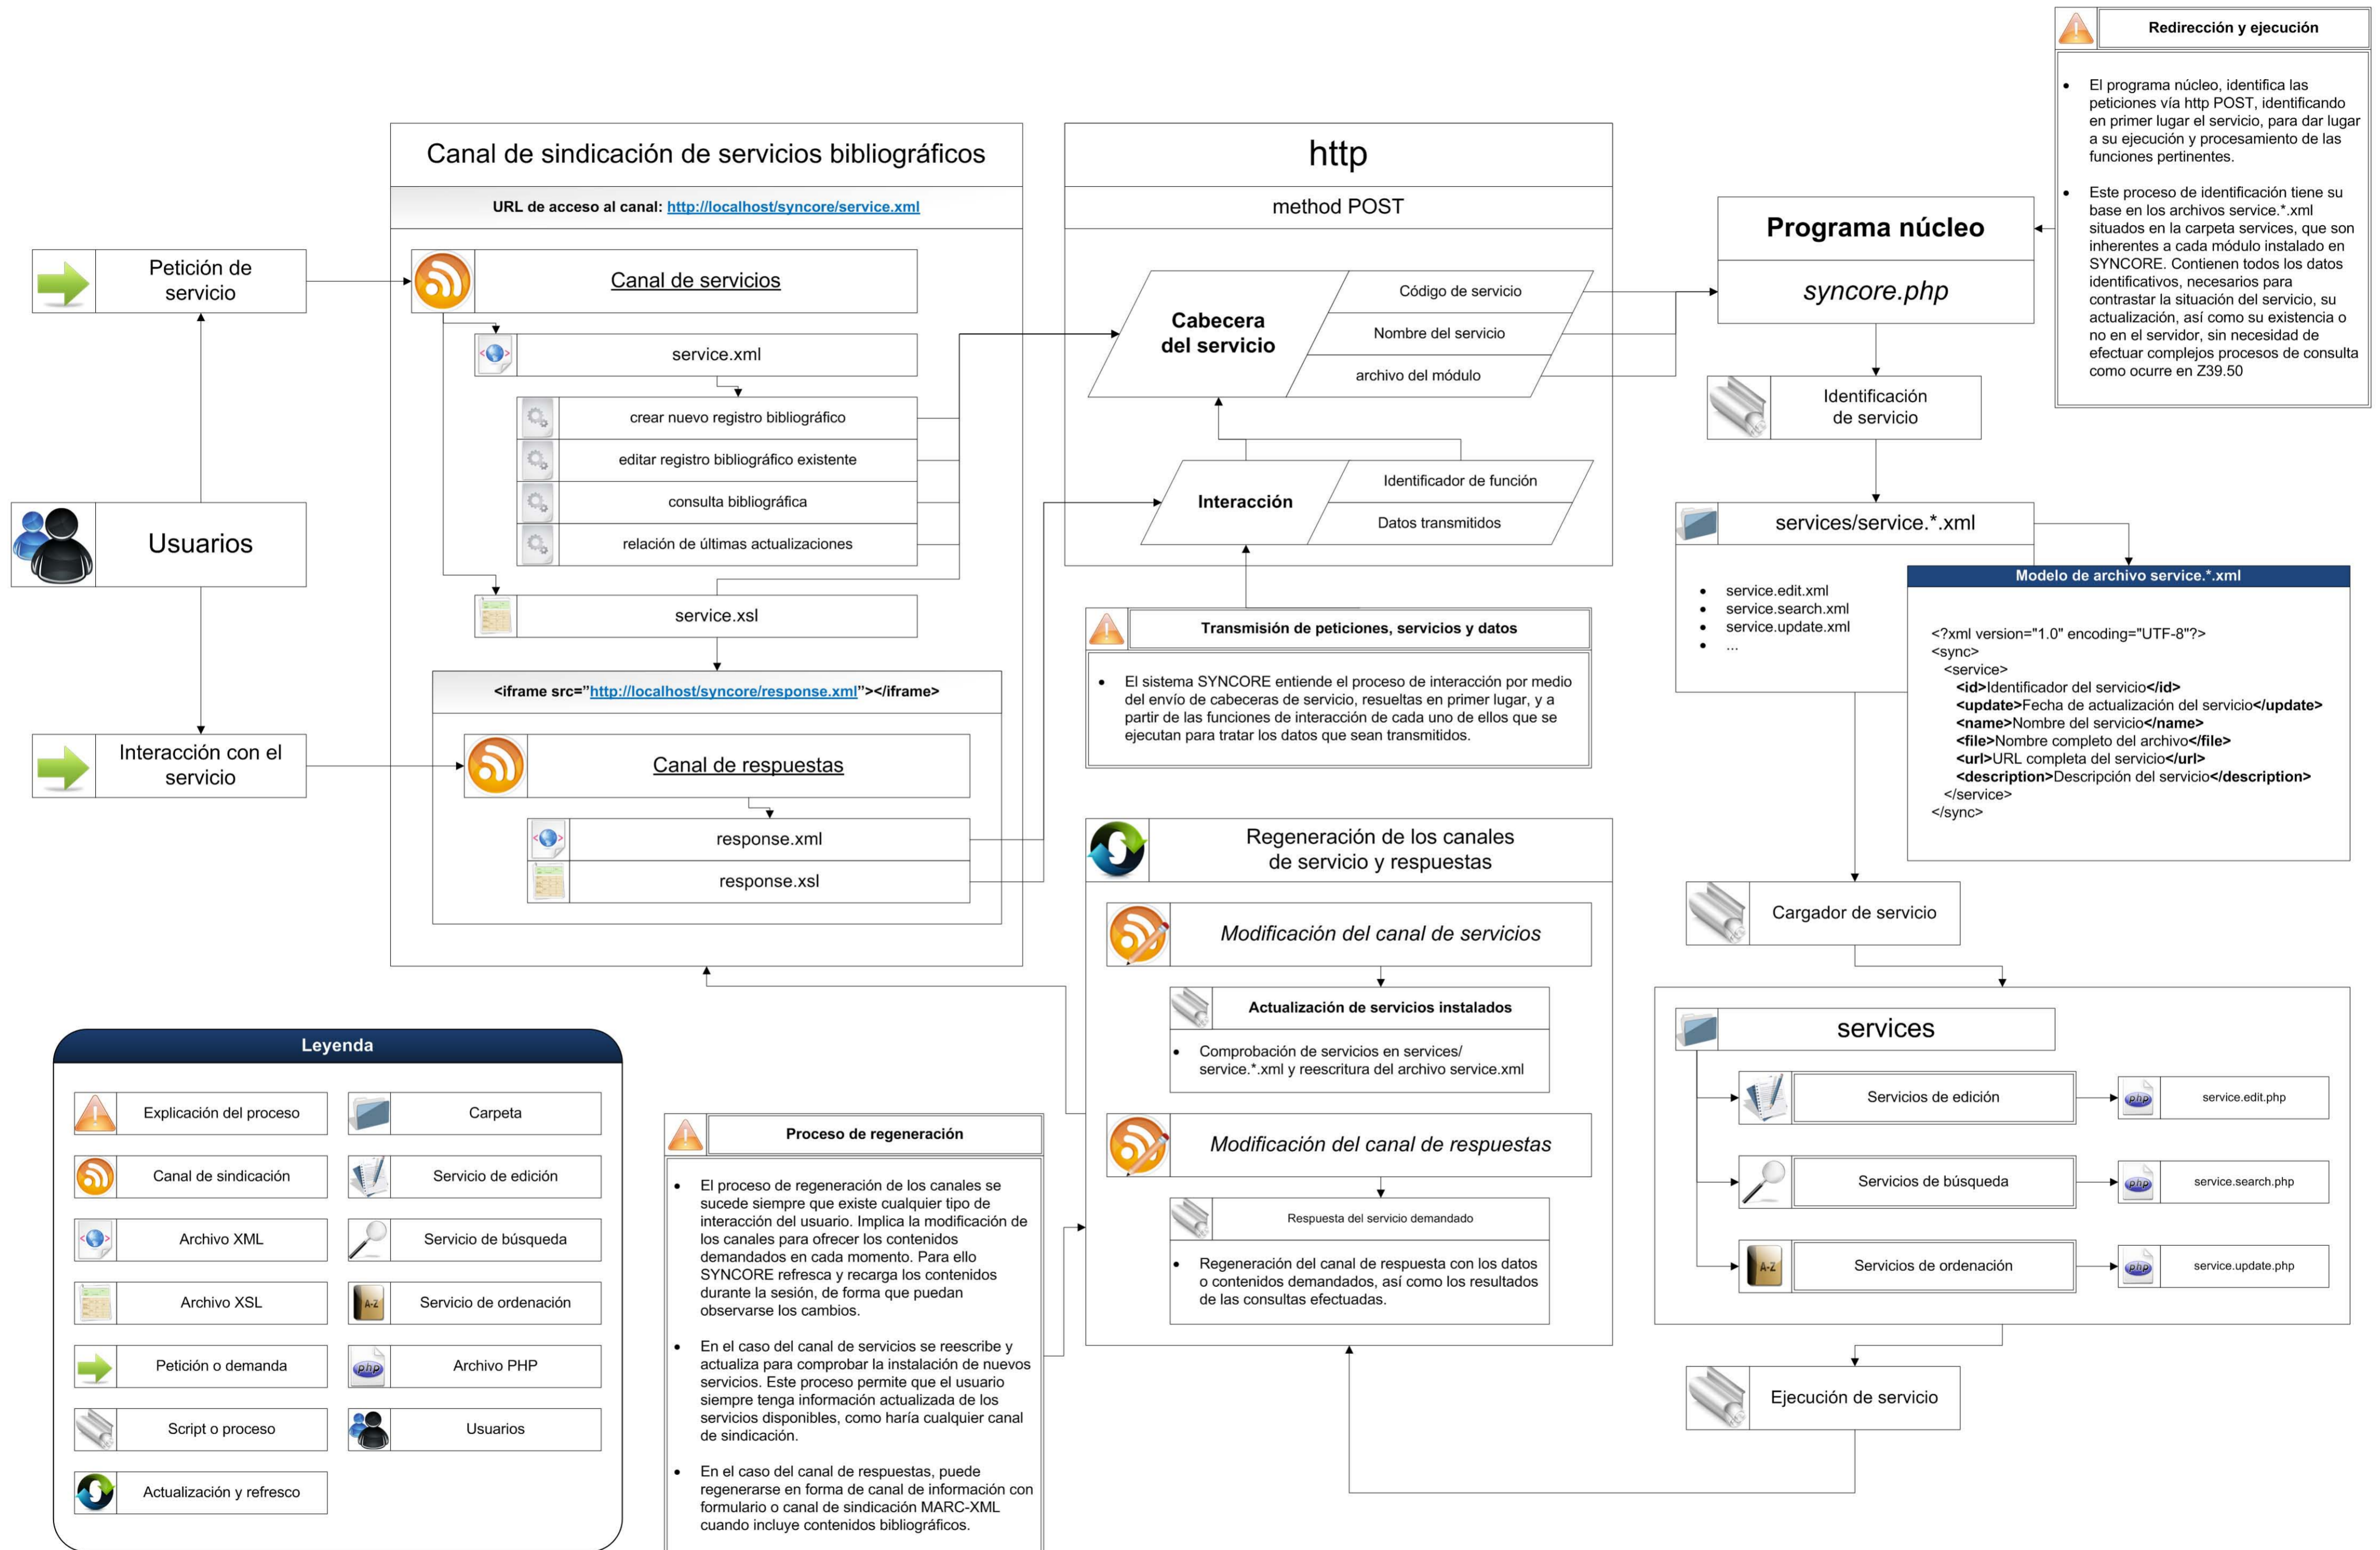 Redirección y ejecución
El programa núcleo, identifica las
peticiones vía http POST, identificando
en primer lugar el servicio, para dar lugar
a su ejecución y procesamiento de las
funciones pertinentes.
Este proceso de identificación tiene su
base en los archivos service.*.xml
situados en la carpeta services, que son
inherentes a cada módulo instalado en
SYNCORE. Contienen todos los datos
identificativos, necesarios para
contrastar la situación del servicio, su
actualización, así como su existencia o
no en el servidor, sin necesidad de
efectuar complejos procesos de consulta
como ocurre en Z39.50
Petición de
servicio
Usuarios
Interacción con el
servicio
Canal de sindicación de servicios bibliográficos
URL de acceso al canal: http://localhost/syncore/service.xml
Canal de servicios
service.xml
crear nuevo registro bibliográfico
editar registro bibliográfico existente
consulta bibliográfica
relación de últimas actualizaciones
service.xsl
<iframe src=”http://localhost/syncore/response.xml”></iframe>
Canal de respuestas
response.xml
response.xsl
http
method POST
Cabecera
del servicio
Código de servicio
Nombre del servicio
archivo del módulo
Interacción
Identificador de función
Datos transmitidos
Transmisión de peticiones, servicios y datos
El sistema SYNCORE entiende el proceso de interacción por medio
del envío de cabeceras de servicio, resueltas en primer lugar, y a
partir de las funciones de interacción de cada uno de ellos que se
ejecutan para tratar los datos que sean transmitidos.
Programa núcleo
syncore.php
Identificación
de servicio
services/service.*.xml
service.edit.xml
service.search.xml
service.update.xml
...
Modelo de archivo service.*.xml
<?xml version="1.0" encoding="UTF-8"?>
<sync>
<service>
<id>Identificador del servicio</id>
<update>Fecha de actualización del servicio</update>
<name>Nombre del servicio</name>
<file>Nombre completo del archivo</file>
<url>URL completa del servicio</url>
<description>Descripción del servicio</description>
</service>
</sync>
Cargador de servicio
services
Servicios de edición
service.edit.php
Servicios de búsqueda
service.search.php
A-Z
Servicios de ordenación
service.update.php
php
php
php
Ejecución de servicio
Regeneración de los canales
de servicio y respuestas
Modificación del canal de servicios
Actualización de servicios instalados
Comprobación de servicios en services/
service.*.xml y reescritura del archivo service.xml
Modificación del canal de respuestas
Respuesta del servicio demandado
Regeneración del canal de respuesta con los datos
o contenidos demandados, así como los resultados
de las consultas efectuadas.
Proceso de regeneración
El proceso de regeneración de los canales se
sucede siempre que existe cualquier tipo de
interacción del usuario. Implica la modificación de
los canales para ofrecer los contenidos
demandados en cada momento. Para ello
SYNCORE refresca y recarga los contenidos
durante la sesión, de forma que puedan
observarse los cambios.
En el caso del canal de servicios se reescribe y
actualiza para comprobar la instalación de nuevos
servicios. Este proceso permite que el usuario
siempre tenga información actualizada de los
servicios disponibles, como haría cualquier canal
de sindicación.
En el caso del canal de respuestas, puede
regenerarse en forma de canal de información con
formulario o canal de sindicación MARC-XML
cuando incluye contenidos bibliográficos.
Leyenda
Explicación del proceso
Carpeta
Canal de sindicación
Servicio de edición
Archivo XML
Servicio de búsqueda
Archivo XSL
A-Z
Servicio de ordenación
Petición o demanda
php
Archivo PHP
Script o proceso
Usuarios
Actualización y refresco